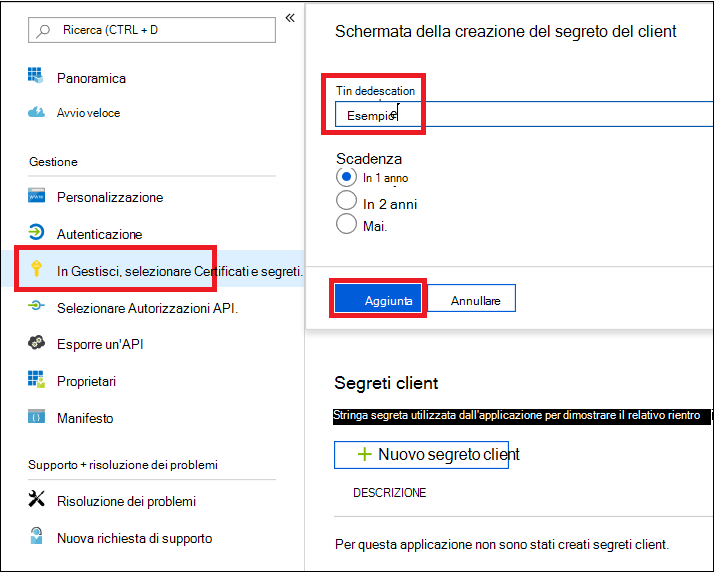 Ricerca (CTRL + D
Panoramica
Avvio veloce
Gestione
Personalizzazione
Autenticazione
In Gestisci, selezionare Certificati e segreti.
Selezionare Autorizzazioni API.
Esporre un'API
Proprietari
Manifesto
Supporto + risoluzione dei problemi
Risoluzione dei problemi
Nuova richiesta di supporto
Schermata della creazione del segreto del client
Tin dedescation
Esempio
Scadenza
In 1 anno
In 2 anni
Mai.
Aggiunta
Annullare
Segreti client
Stringa segreta utilizzata dall'applicazione per dimostrare il relativo rientro
Nuovo segreto client
DESCRIZIONE
Per questa applicazione non sono stati creati segreti client.